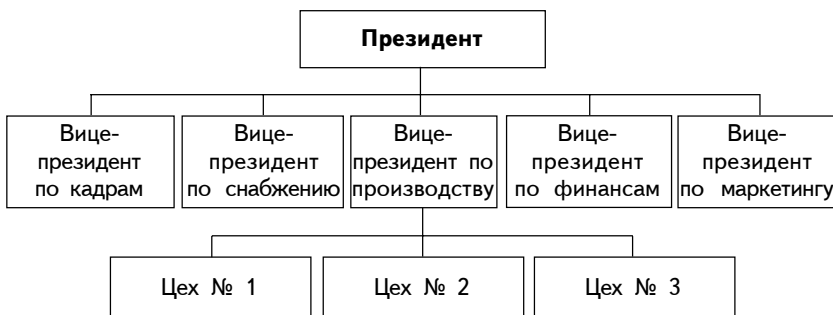 Президент
Вице-
президент
по кадрам
Вице-
президент
по снабжению
Вице-
президент по
производству
Вице-
президент
по финансам
Вице-
президент
по маркетингу
Цех № 1
Цех № 2
Цех № 3